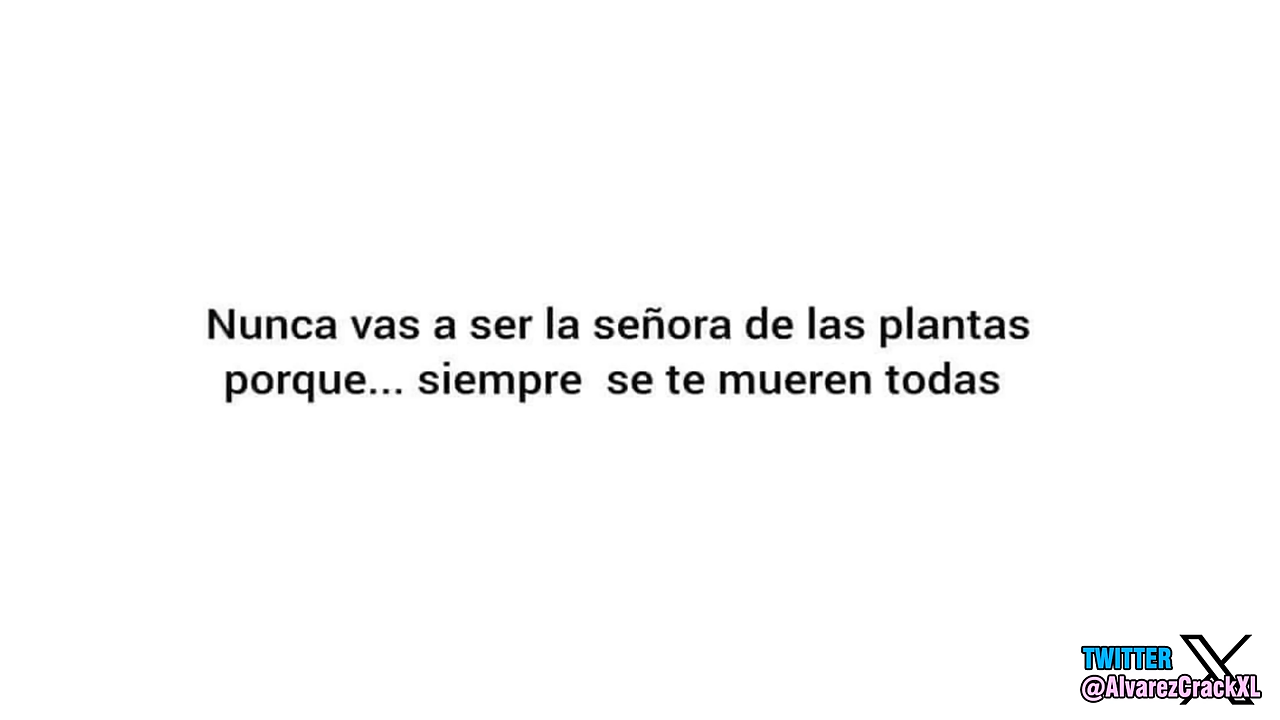 Nunca vas a ser la señora de las plantas
porque... siempre se te mueren todas
TWITTER
@AlvarezCrackXL